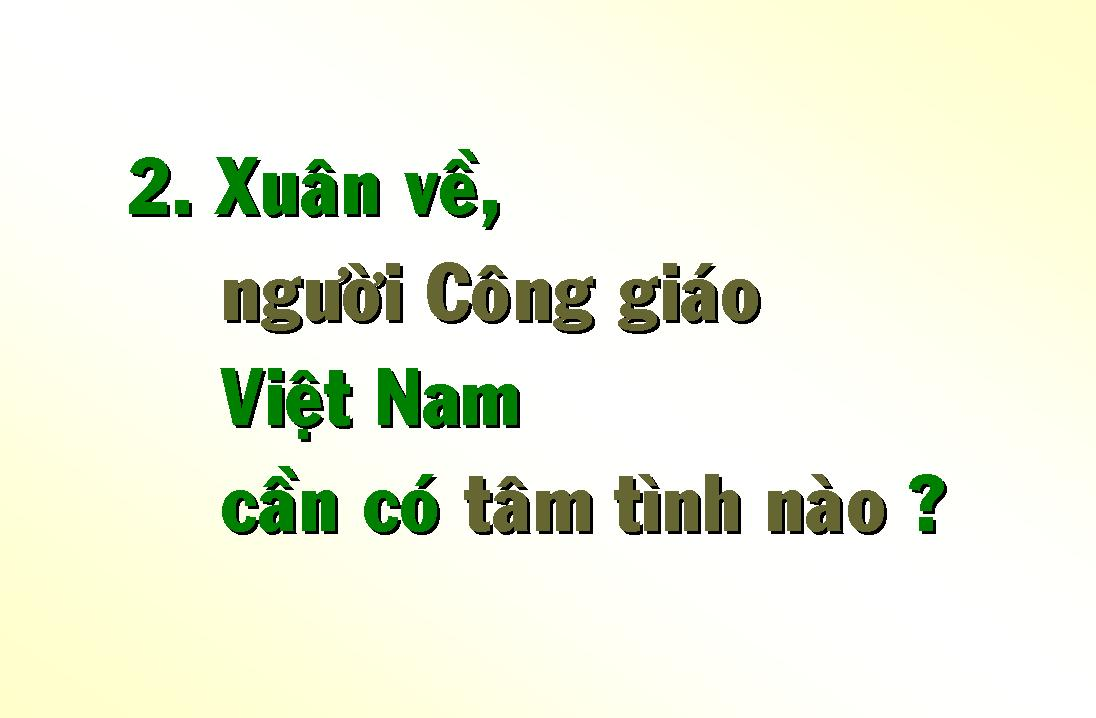 2. Xuân về,
người Công giáo
Việt Nam
cần có tâm tình nào ?